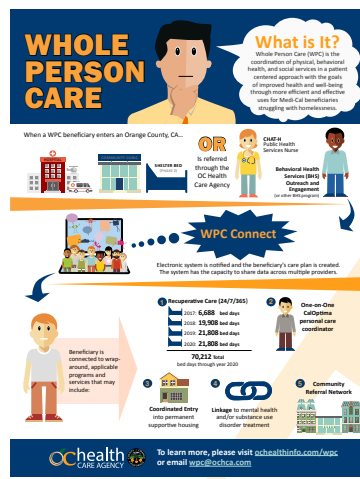 WHOLE
PERSON
CARE
What is It?
Whole Person Care (WPC) is the
coordination of physical, behavioral
health, and social services in a patient
centered approach with the goals
of improved health and well-being
through more efficient and effective
uses for Medi-Cal beneficiaries
struggling with homelessness.
When a WPC beneficiary enters an Orange County, CA...
HOSPITAL
COMMUNITY CLINIC
SHELTER BED
(PHASE 2)
OR
Is referred
through the
OC Health
Care Agency
CHAT-H
Public Health
Services Nurse
Behavioral Health
Services (BHS)
Outreach and
Engagement
(or other BHS program)
WPC Connect
Electronic system is notified and the beneficiary's care plan is created.
The system has the capacity to share data across multiple providers.
Beneficiary is
connected to wrap-
around, applicable
programs and
services that may
include:
1 Recuperative Care (24/7/365)
2017: 6,688 bed days
2018: 19,908 bed days
2019: 21,808 bed days
2020: 21,808 bed days
70,212 Total
bed days through year 2020
2
One-on-One
CalOptima
personal care
coordinator
3
Coordinated Entry
into permanent
supportive housing
4
Linkage to mental health
and/or substance use
disorder treatment
5 Community
Referral Network
ochealth
CARE AGENCY
To learn more, please visit ochealthinfo.com/wpc
or email wpc@ochca.com